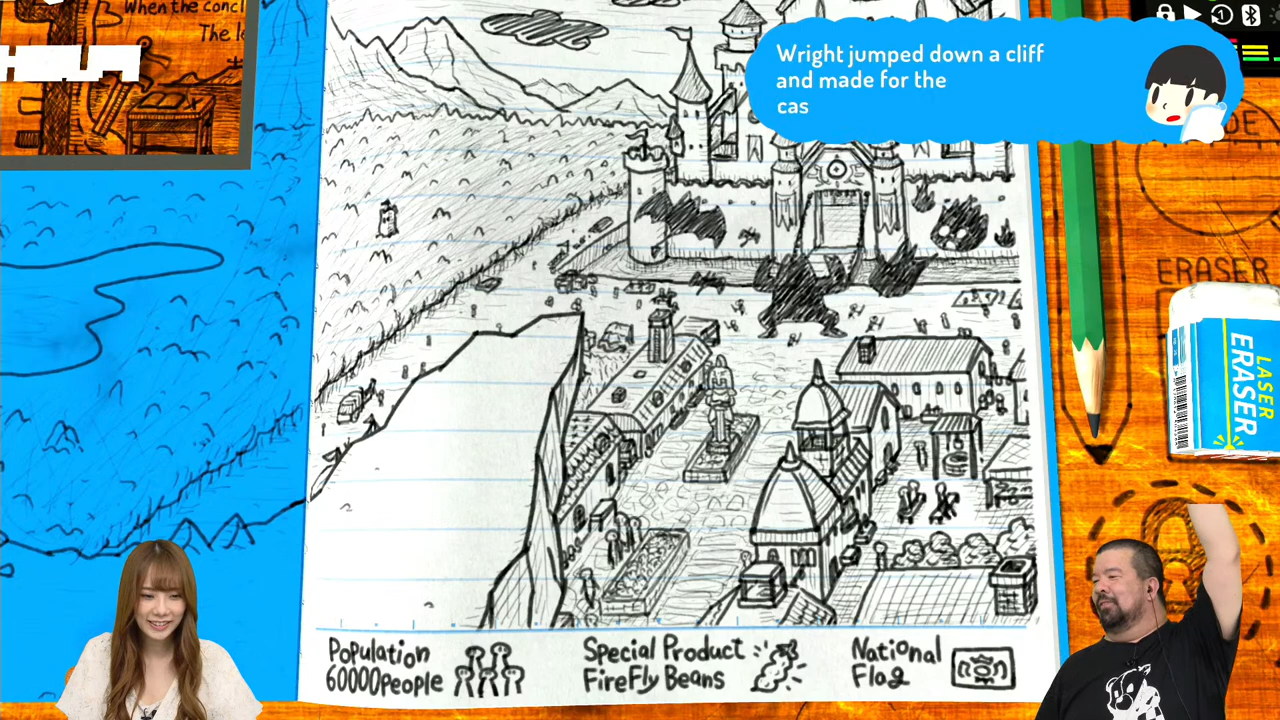 When the concl
The l
Wright jumped down a cliff
and made for the
cas
ERASER
LASER
ERASER
Population
60000People
Special Product
FireFly Beans
National
Flag